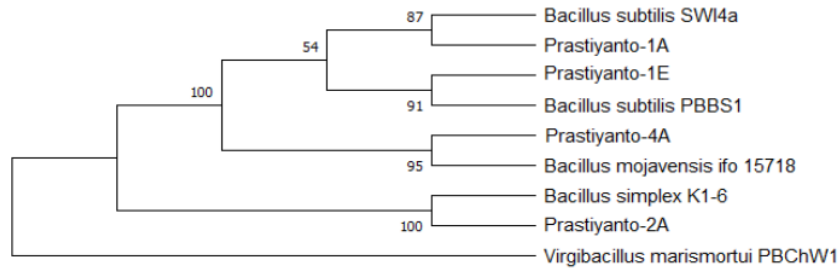 87
Bacillus subtilis SWI4a
54
Prastiyanto-1A
Prastiyanto-1E
100
91
Bacillus subtilis PBBS1
Prastiyanto-4A
95
Bacillus mojavensis ifo 15718
Bacillus simplex K1-6
100
Prastiyanto-2A
Virgibacillus marismortui PBChW1